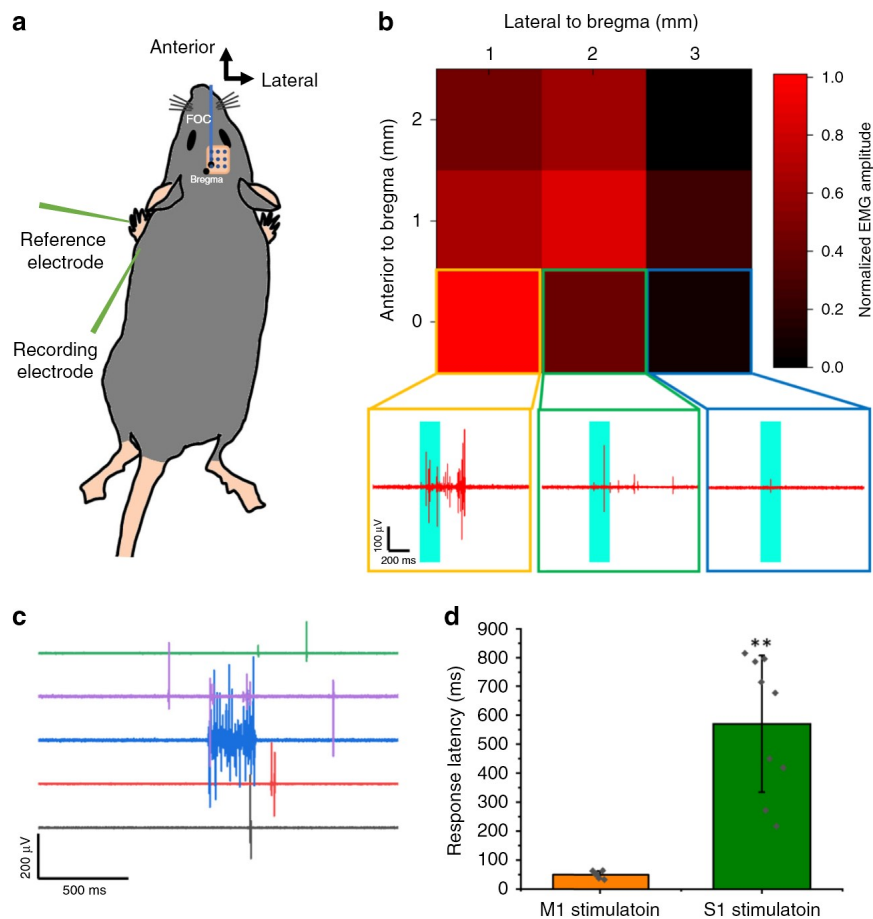 a
Anterior
Lateral
FOC
Bregma
Reference
electrode
Recording
electrode
b
Lateral to bregma (mm)
1 2 3
Anterior to bregma (mm)
2
1
0
1.0
0.8
0.6
0.4
0.2
0.0
Normalized EMG amplitude
100 μV
200 ms
c
200 μV
500 ms
d
Response latency (ms)
900
800
700
600
500
400
300
200
100
0
**
M1 stimulatoin S1 stimulatoin